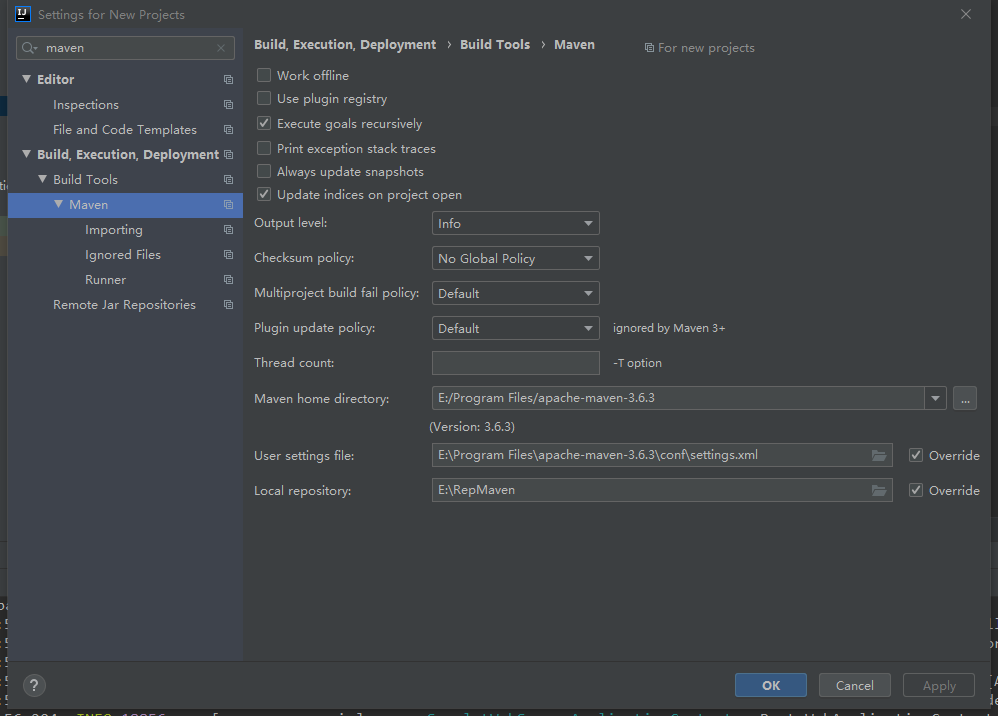 Settings for New Projects
maven
Editor
Inspections
File and Code Templates
Build, Execution, Deployment
Build Tools
Maven
Importing
Ignored Files
Runner
Remote Jar Repositories
Build, Execution, Deployment › Build Tools › Maven
For new projects
Work offline
Use plugin registry
Execute goals recursively
Print exception stack traces
Always update snapshots
Update indices on project open
Output level: Info
Checksum policy: No Global Policy
Multiproject build fail policy: Default
Plugin update policy: Default ignored by Maven 3+
Thread count: -T option
Maven home directory: E:/Program Files/apache-maven-3.6.3 ...
(Version: 3.6.3)
User settings file: E:\Program Files\apache-maven-3.6.3\conf\settings.xml Override
Local repository: E:\RepMaven Override
? OK Cancel Apply